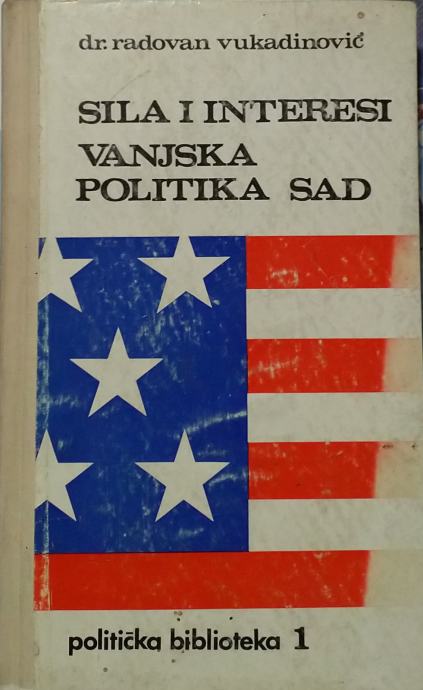 dr. radovan vukadinović
SILA I INTERESI
VANJSKA
POLITIKA SAD
politička biblioteka 1